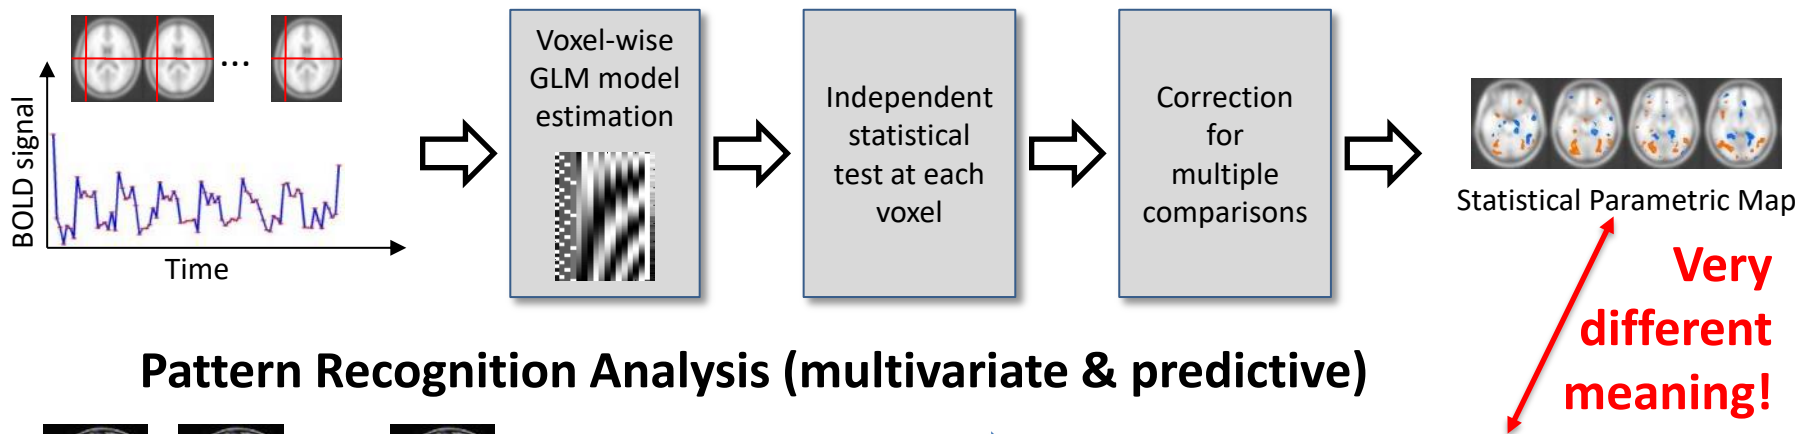 ...
BOLD signal
Time
Voxel-wise
GLM model
estimation
Independent
statistical
test at each
voxel
Correction
for
multiple
comparisons
Statistical Parametric Map
Very
different
meaning!
Pattern Recognition Analysis (multivariate & predictive)